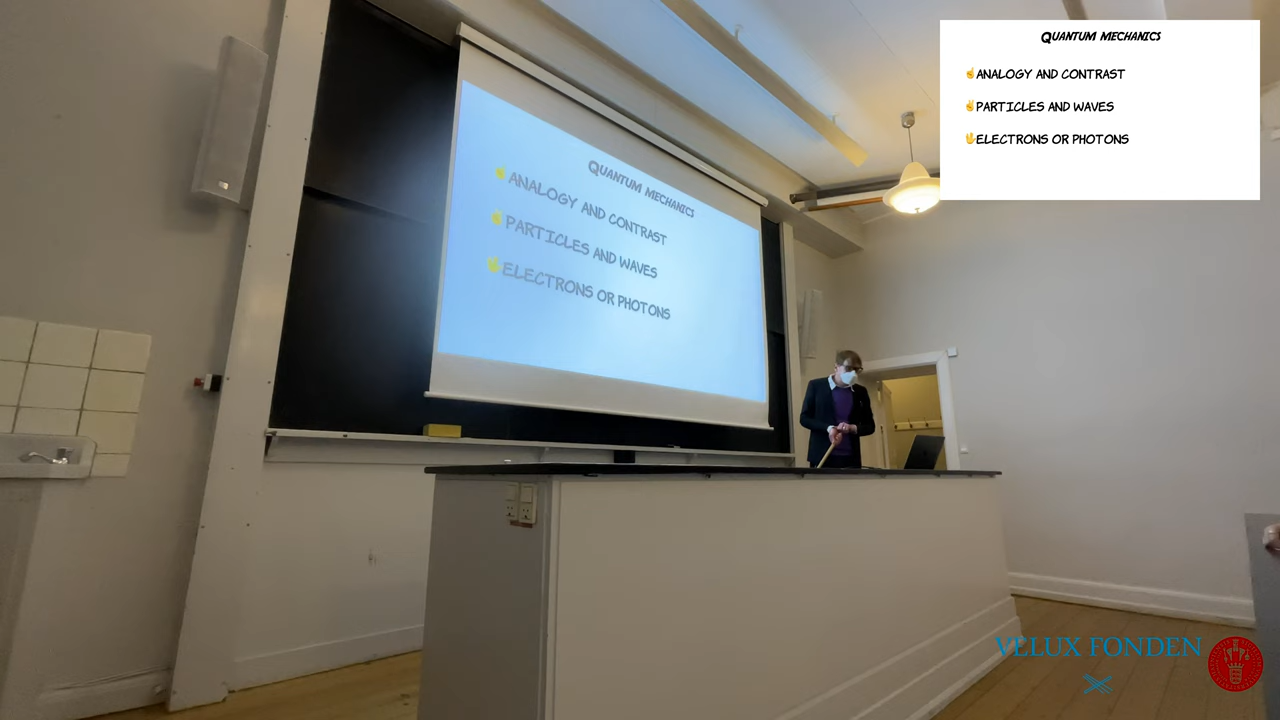 Quantum mechanics
☝ANALOGY AND CONTRAST
✌PARTICLES AND WAVES
🖖ELECTRONS OR PHOTONS
Quantum mechanics
ANALOGY AND CONTRAST
PARTICLES AND WAVES
ELECTRONS OR PHOTONS
VELUX FONDEN